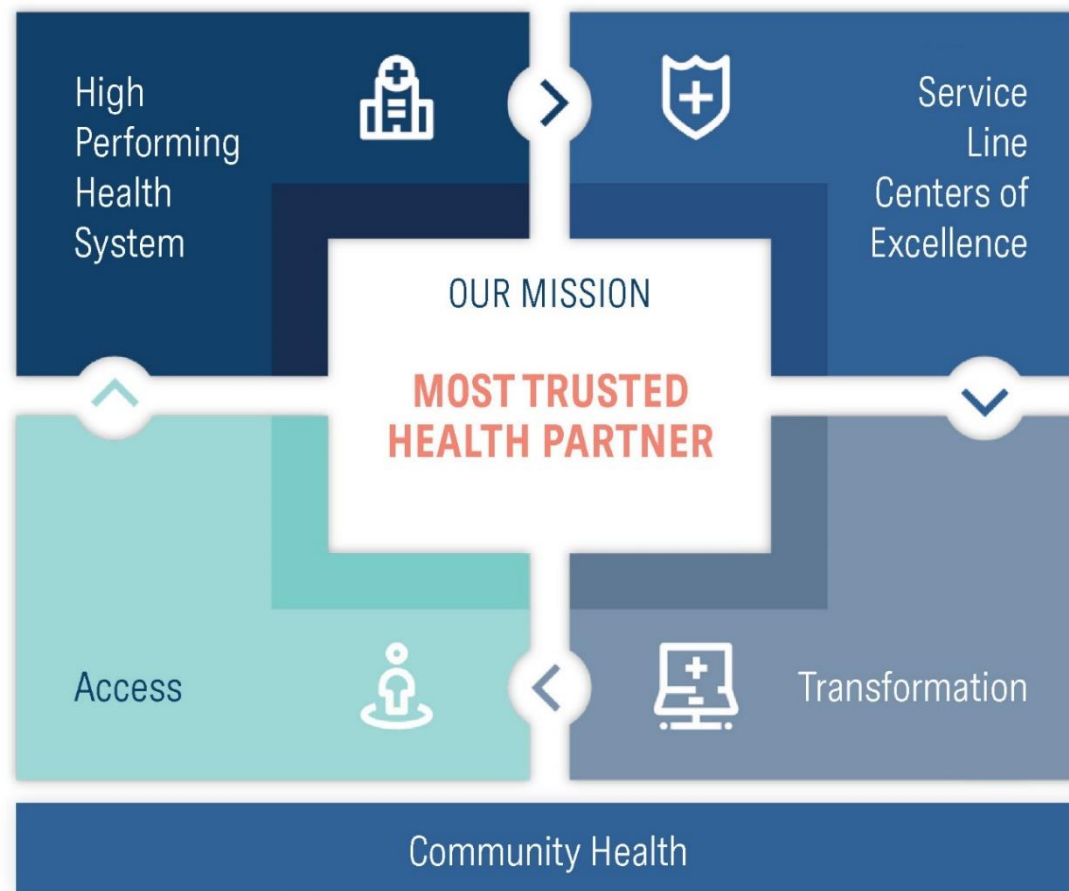 High
Performing
Health
System
Service
Line
Centers of
Excellence
OUR MISSION
MOST TRUSTED
HEALTH PARTNER
Access
Transformation
Community Health